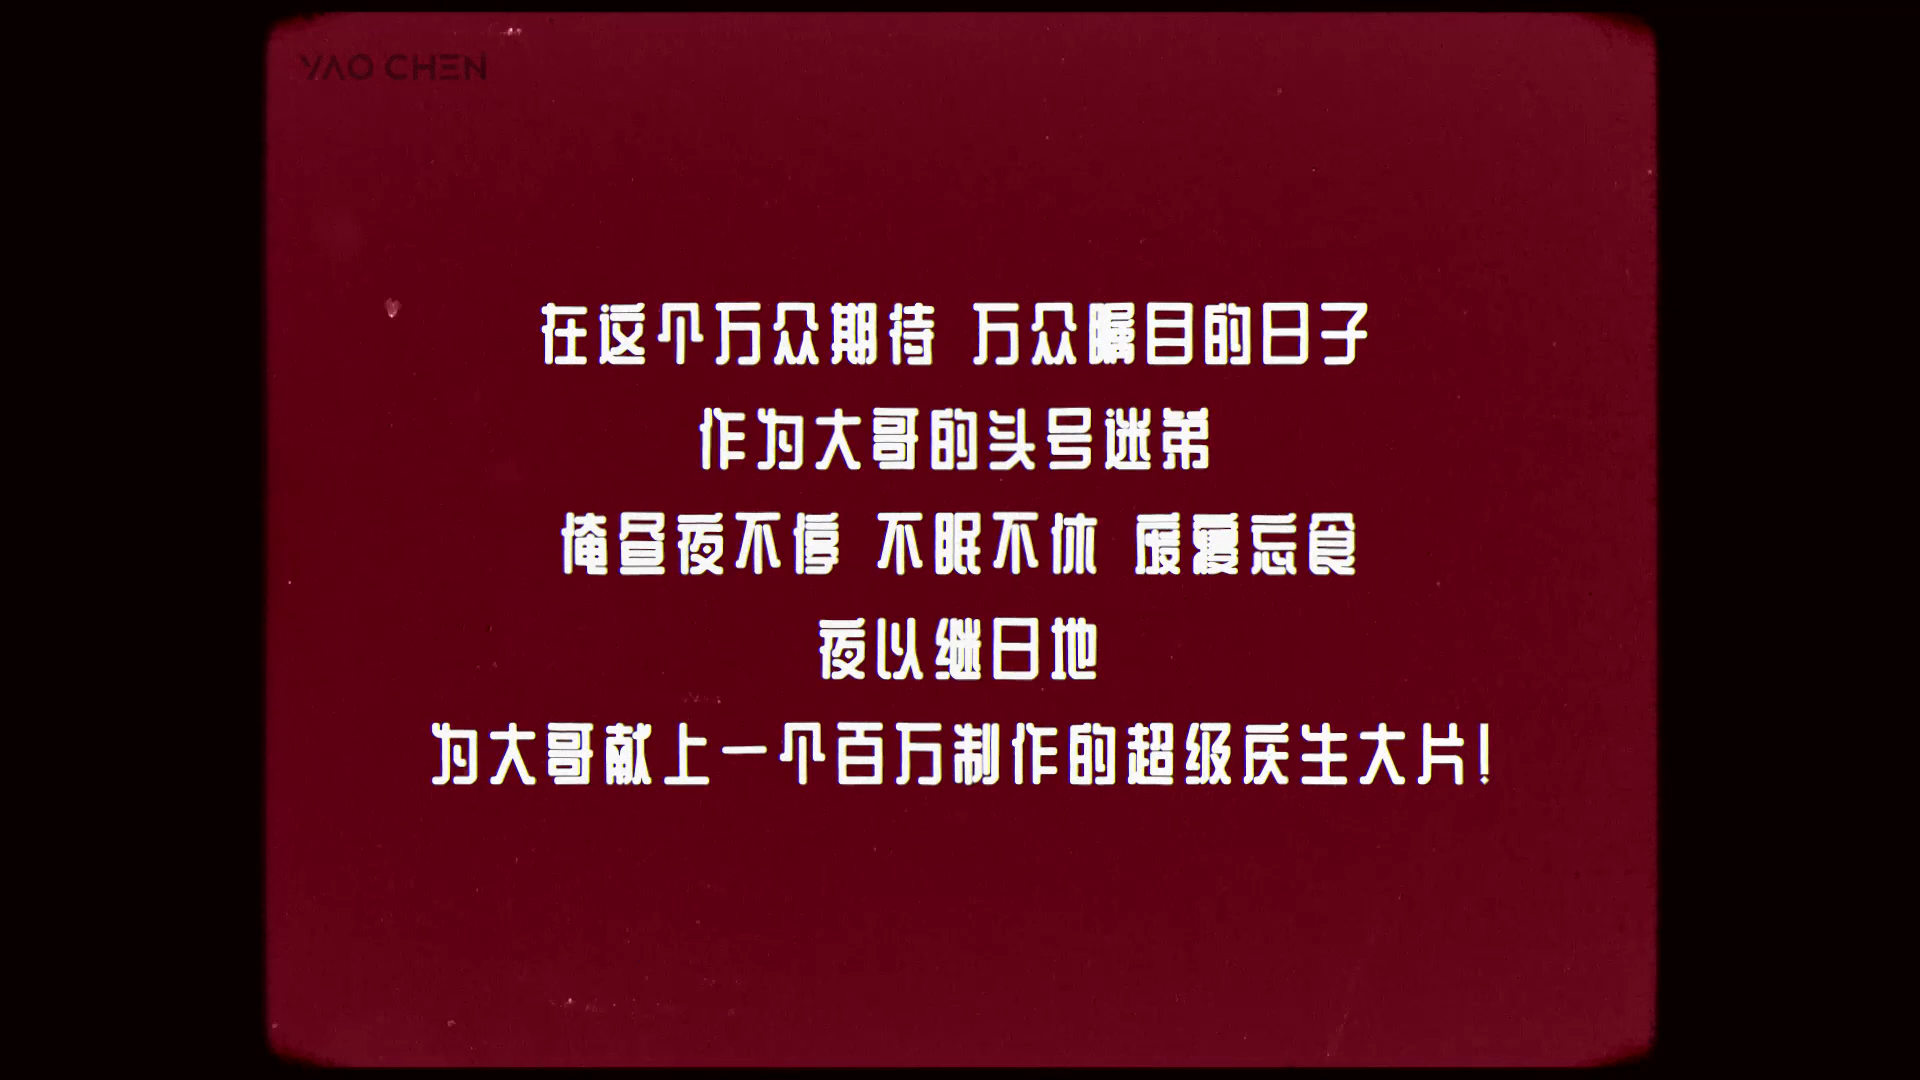 YAO CHEN
在这个万众期待 万众瞩目的日子
作为大哥的头号迷弟
俺昼夜不停 不眠不休 废寝忘食
夜以继日地
为大哥献上一个百万制作的超级庆生大片!